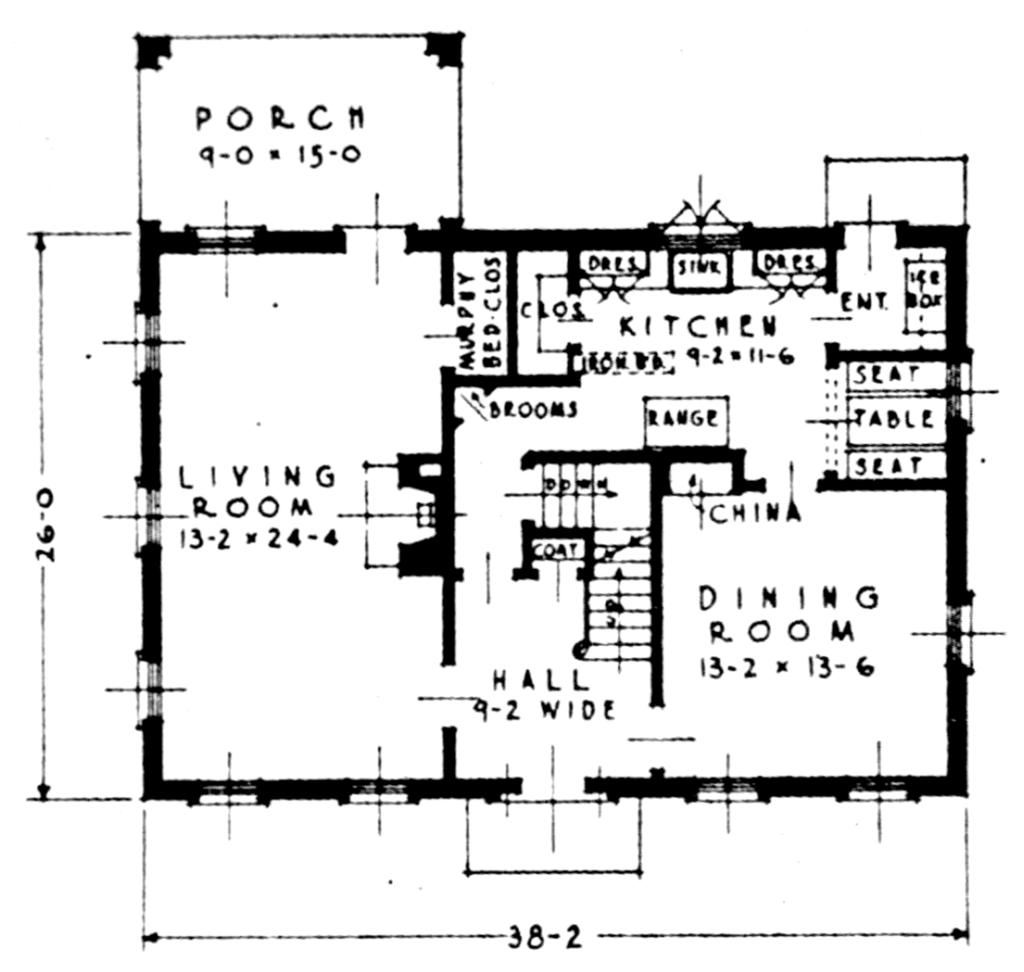 PORCH
9-0 × 15-0
DRES.
SINK
DRES.
MURPHY
BED-CLOS
CLOS.
KITCHEN
9-2 × 11-6
ENT.
ICE
BOX
IRON BD.
SEAT
BROOMS
RANGE
TABLE
SEAT
LIVING
ROOM
13-2 × 24-4
DOWN
CHINA
COAT
UP
26-0
DINING
ROOM
13-2 × 13-6
HALL
9-2 WIDE
38-2